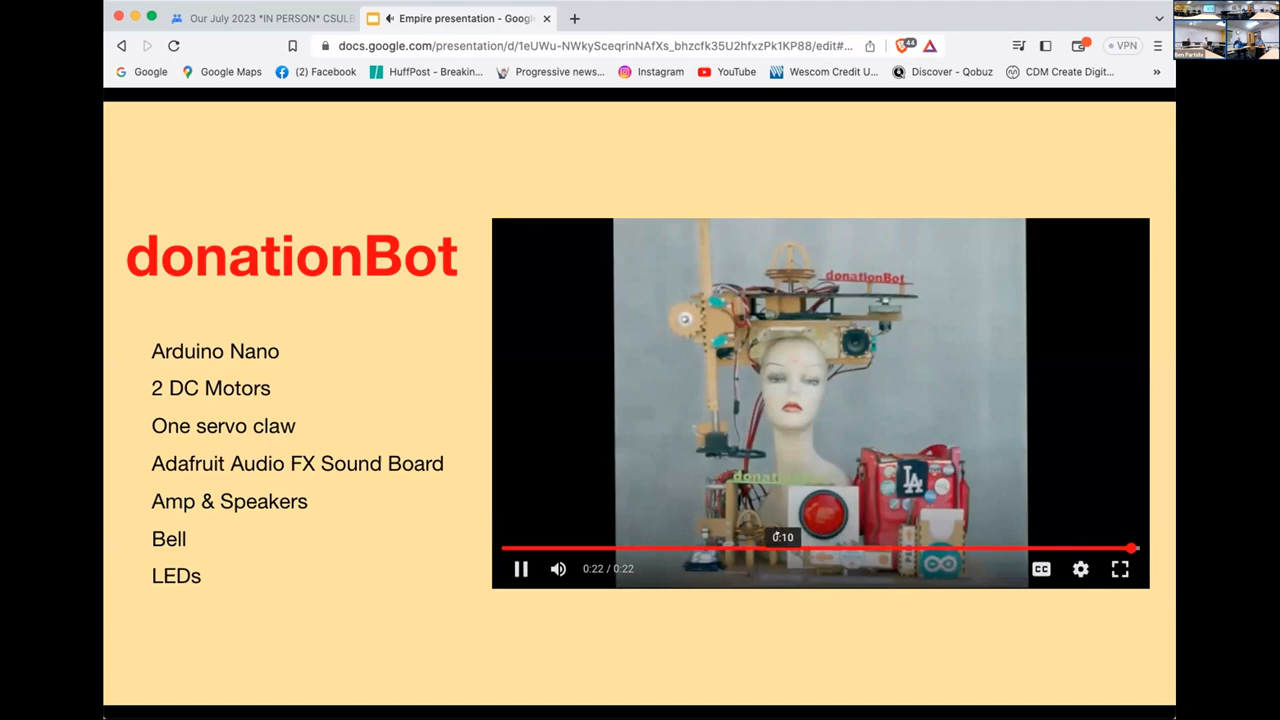 Our July 2023 *IN PERSON* CSULB
Empire presentation - Googl
docs.google.com/presentation/d/1eUWu-NWkySceqrinNAfXs_bhzcfk35U2hfxzPk1KP88/edit#...
44
VPN
Google
Google Maps
(2) Facebook
HuffPost - Breakin...
Progressive news...
Instagram
YouTube
Wescom Credit U...
Discover - Qobuz
CDM Create Digit...
»
Ben Partida
donationBot
Arduino Nano
2 DC Motors
One servo claw
Adafruit Audio FX Sound Board
Amp & Speakers
Bell
LEDs
donationBot
LA
0:10
0:22 / 0:22
CC